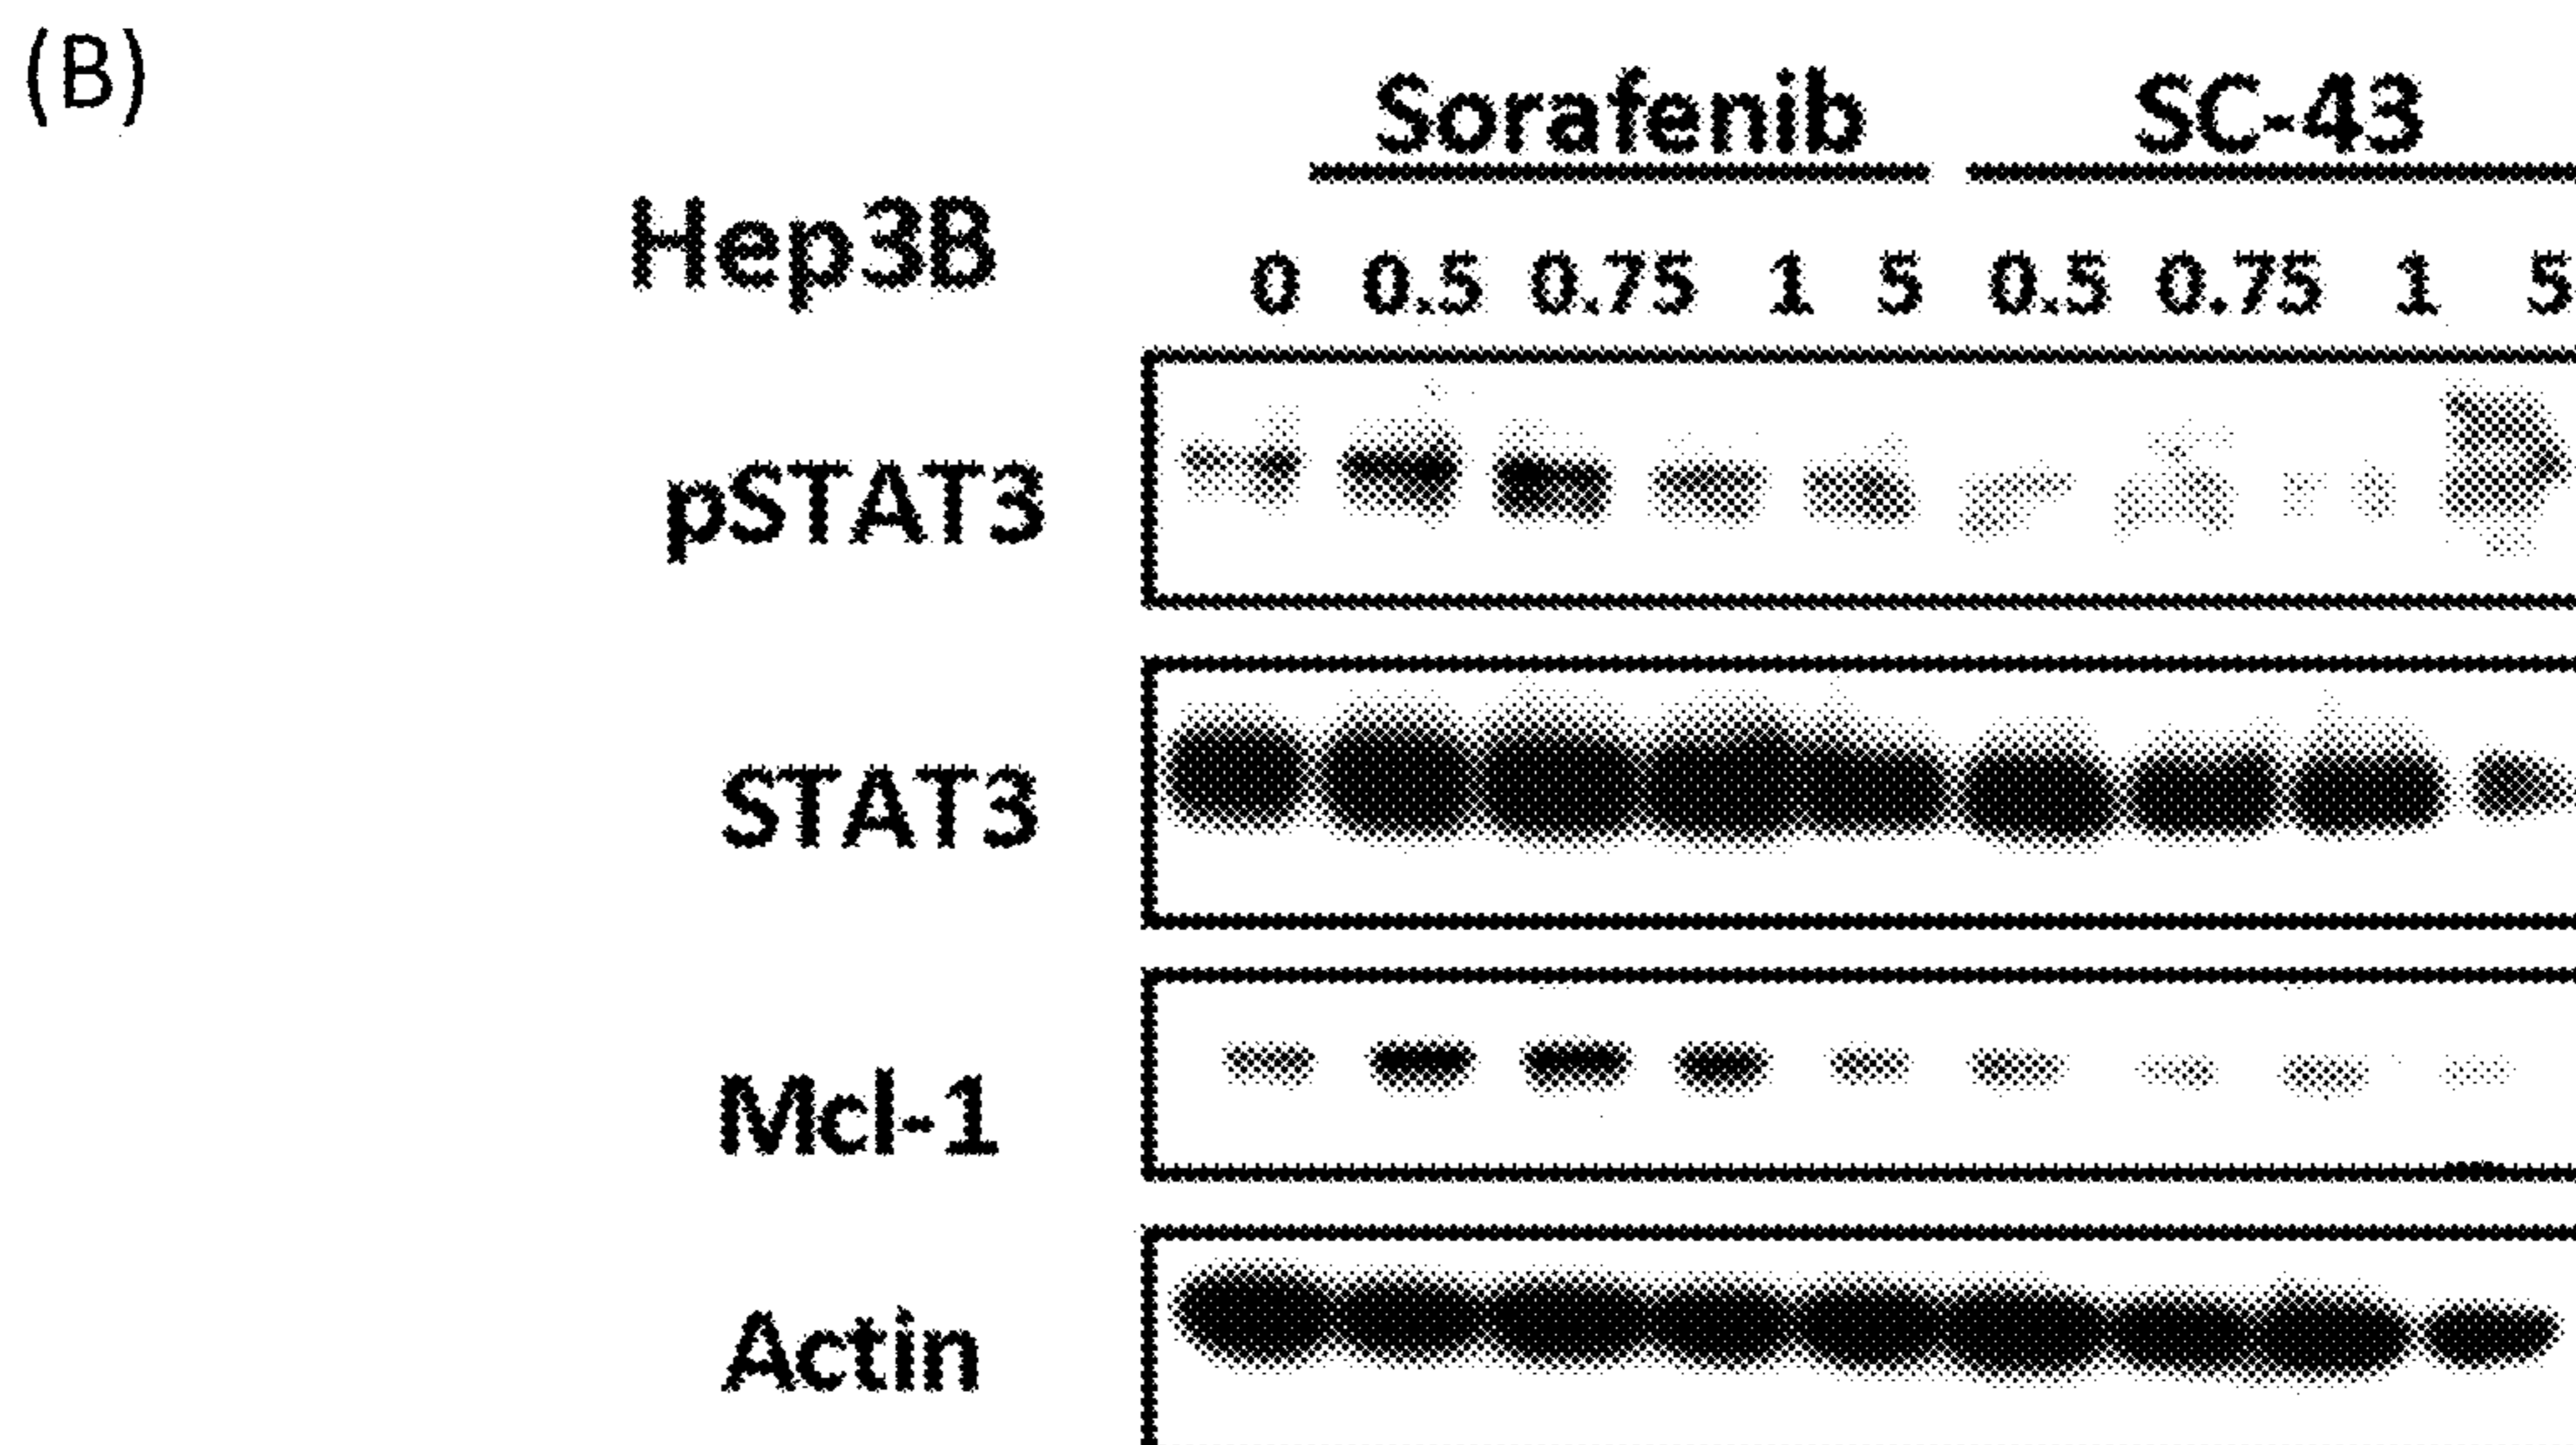 (B)
Sorafenib SC-43
Hep3B
0 0.5 0.75 1 5 0.5 0.75 1 5
pSTAT3
STAT3
Mcl-1
Actin